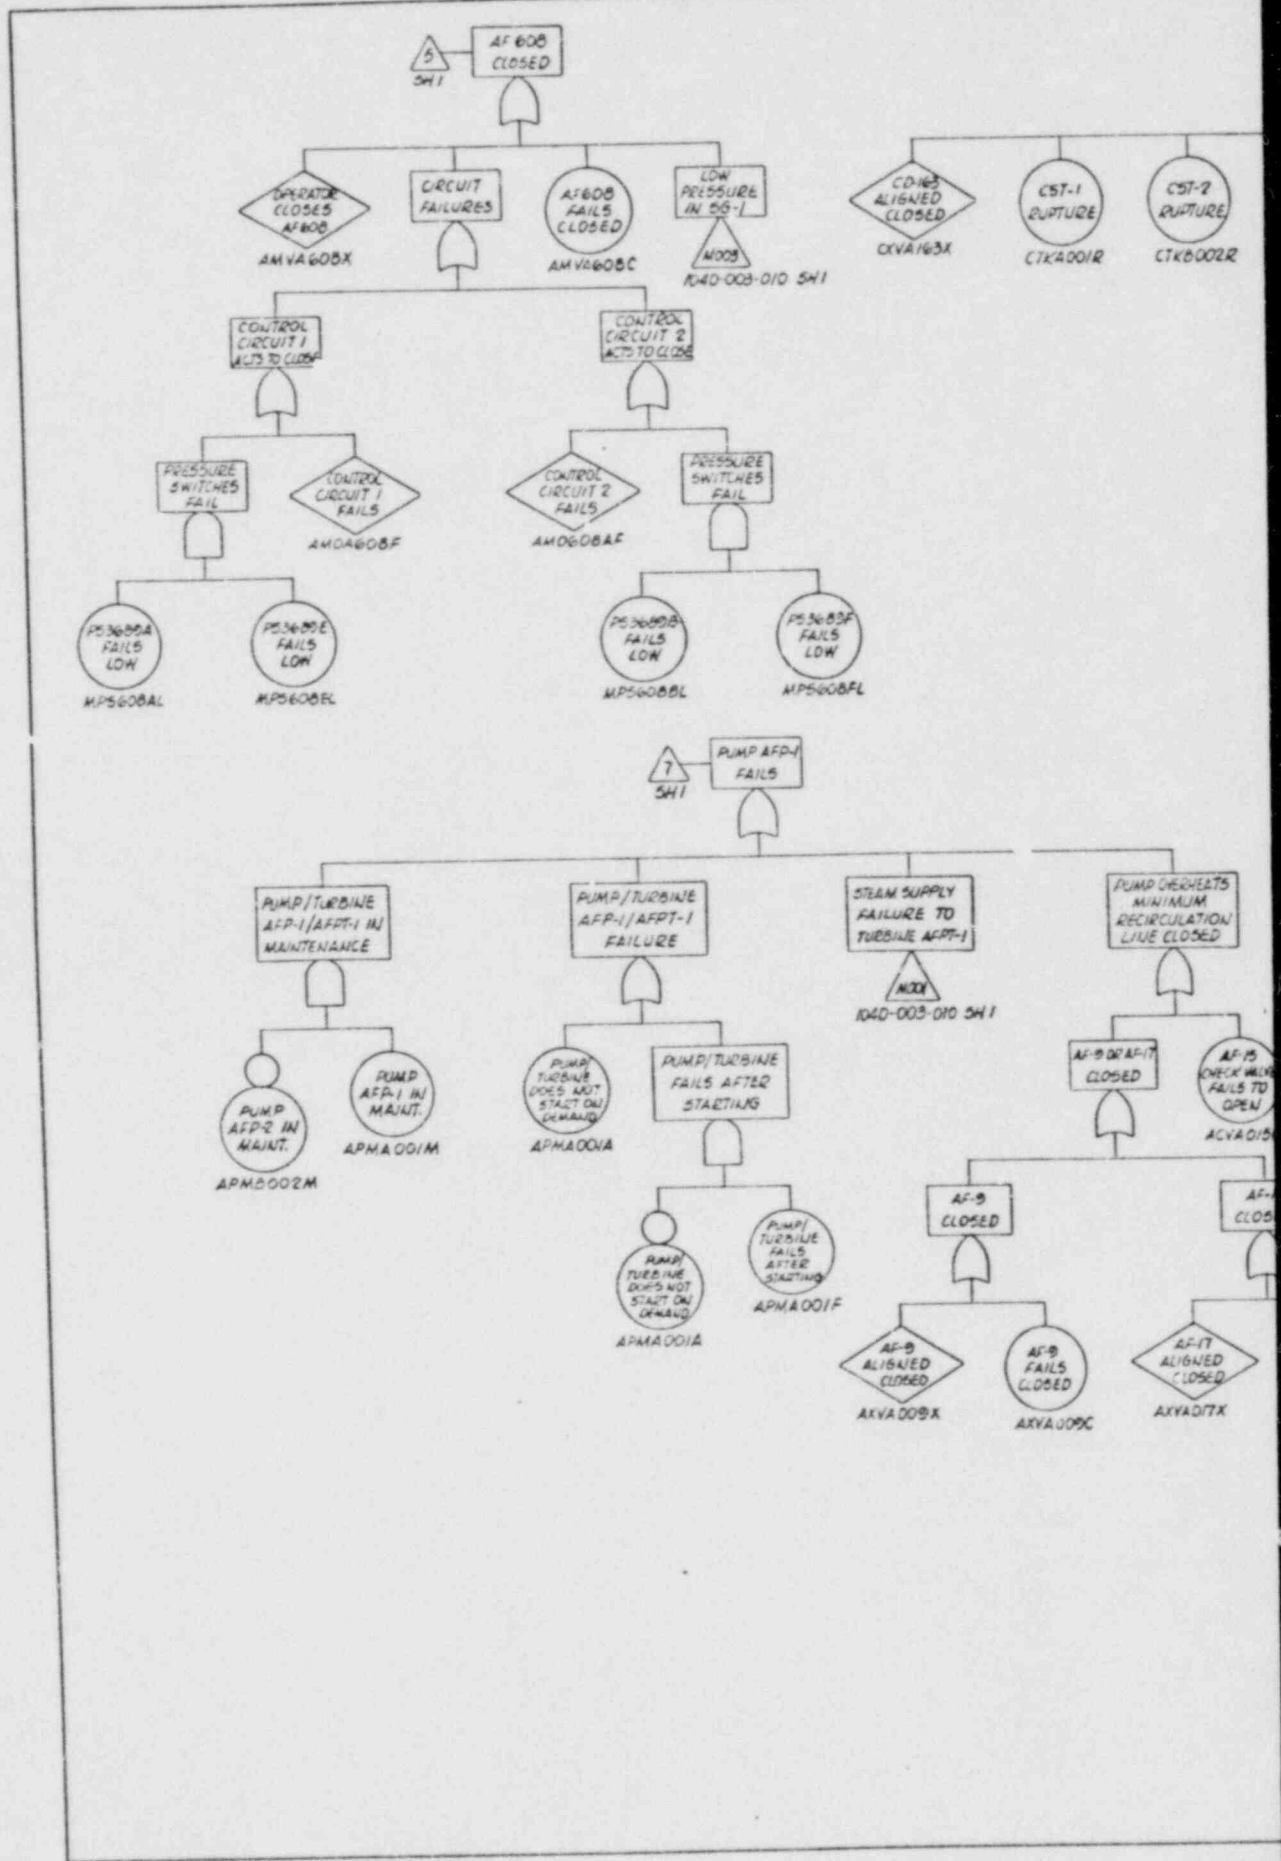 5
SH 1
AF 608
CLOSED
OPERATOR
CLOSES
AF608
AMVA608X
CIRCUIT
FAILURES
AF608
FAILS
CLOSED
AMVA608C
LOW
PRESSURE
IN SG-1
M003
1040-003-010 SH 1
CD-163
ALIGNED
CLOSED
CXVA163X
CST-1
RUPTURE
CTKA001R
CST-2
RUPTURE
CTKB002R
CONTROL
CIRCUIT 1
ACTS TO CLOSE
CONTROL
CIRCUIT 2
ACTS TO CLOSE
PRESSURE
SWITCHES
FAIL
CONTROL
CIRCUIT 1
FAILS
AMOA608F
CONTROL
CIRCUIT 2
FAILS
AMO608AF
PRESSURE
SWITCHES
FAIL
PS3689A
FAILS
LOW
MPS608AL
PS3689E
FAILS
LOW
MPS608EL
PS3689B
FAILS
LOW
MPS608BL
PS3689F
FAILS
LOW
MPS608FL
7
SH 1
PUMP AFP-1
FAILS
PUMP/TURBINE
AFP-1/AFPT-1 IN
MAINTENANCE
PUMP/TURBINE
AFP-1/AFPT-1
FAILURE
STEAM SUPPLY
FAILURE TO
TURBINE AFPT-1
M001
1040-003-010 SH 1
PUMP OVERHEATS
MINIMUM
RECIRCULATION
LINE CLOSED
PUMP
AFP-2 IN
MAINT.
APMB002M
PUMP
AFP-1 IN
MAINT.
APMA001M
PUMP/
TURBINE
DOES NOT
START ON
DEMAND
APMA001A
PUMP/TURBINE
FAILS AFTER
STARTING
AF-9 OR AF-17
CLOSED
AF-15
CHECK VALVE
FAILS TO
OPEN
ACVA015
PUMP/
TURBINE
DOES NOT
START ON
DEMAND
APMA001A
PUMP/
TURBINE
FAILS
AFTER
STARTING
APMA001F
AF-9
CLOSED
AF-
CLOS
AF-9
ALIGNED
CLOSED
AXVA009X
AF-9
FAILS
CLOSED
AXVA009C
AF-17
ALIGNED
CLOSED
AXVA017X